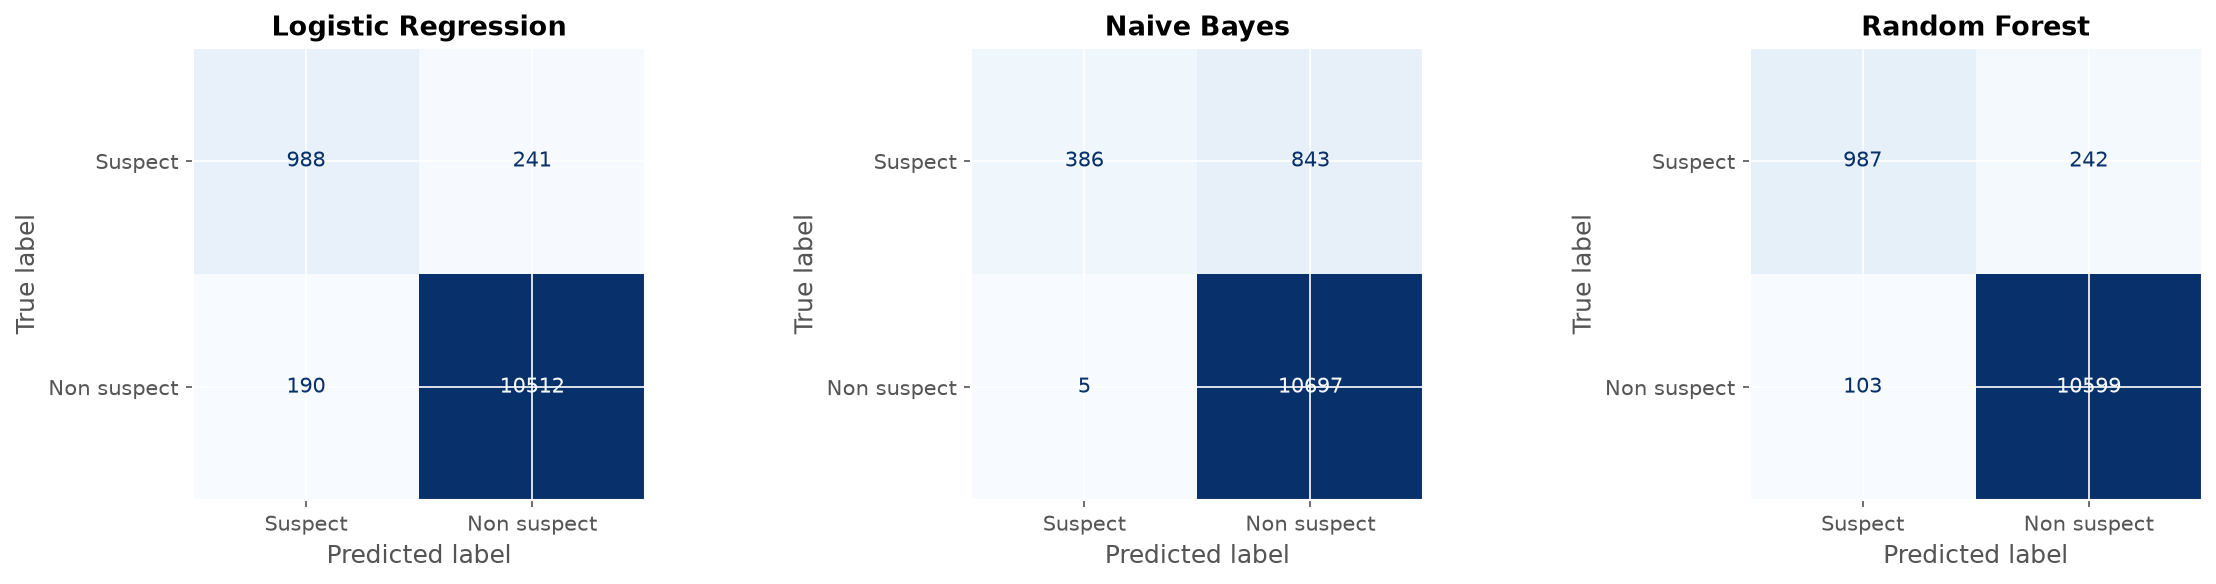 Logistic Regression
True label
Suspect
988
241
Non suspect
190
10512
Suspect
Non suspect
Predicted label
Naive Bayes
True label
Suspect
386
843
Non suspect
5
10697
Suspect
Non suspect
Predicted label
Random Forest
True label
Suspect
987
242
Non suspect
103
10599
Suspect
Non suspect
Predicted label